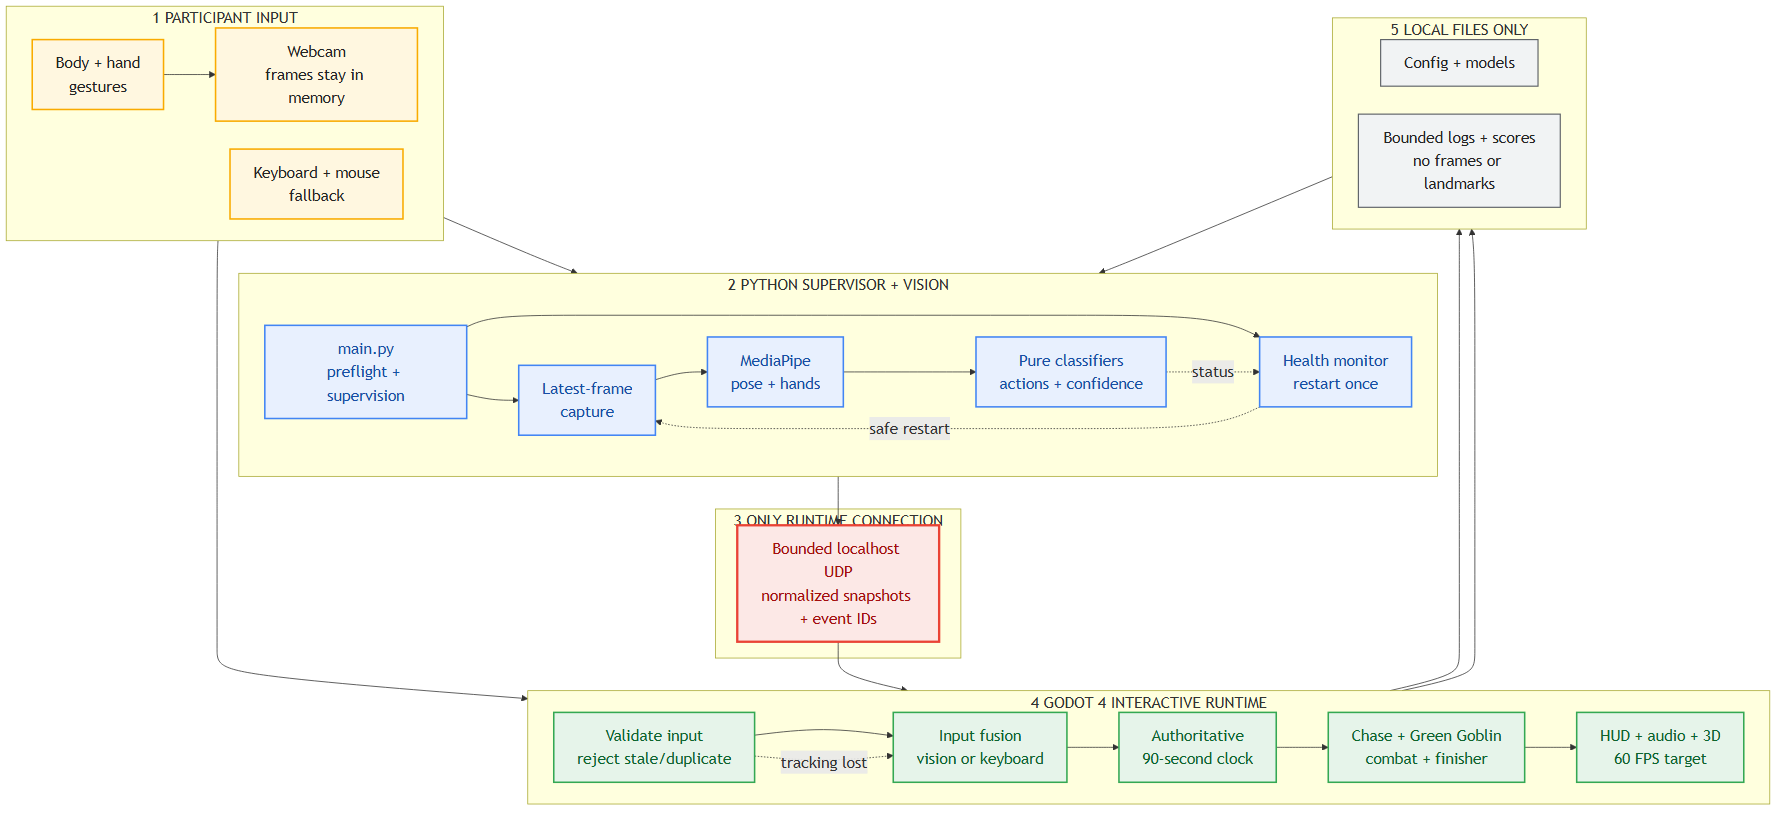 1 PARTICIPANT INPUT
Body + hand
gestures
Webcam
frames stay in
memory
Keyboard + mouse
fallback
5 LOCAL FILES ONLY
Config + models
Bounded logs + scores
no frames or
landmarks
2 PYTHON SUPERVISOR + VISION
main.py
preflight +
supervision
Latest-frame
capture
MediaPipe
pose + hands
Pure classifiers
actions + confidence
status
Health monitor
restart once
safe restart
3 ONLY RUNTIME CONNECTION
Bounded localhost
UDP
normalized snapshots
+ event IDs
4 GODOT 4 INTERACTIVE RUNTIME
Validate input
reject stale/duplicate
tracking lost
Input fusion
vision or keyboard
Authoritative
90-second clock
Chase + Green Goblin
combat + finisher
HUD + audio + 3D
60 FPS target